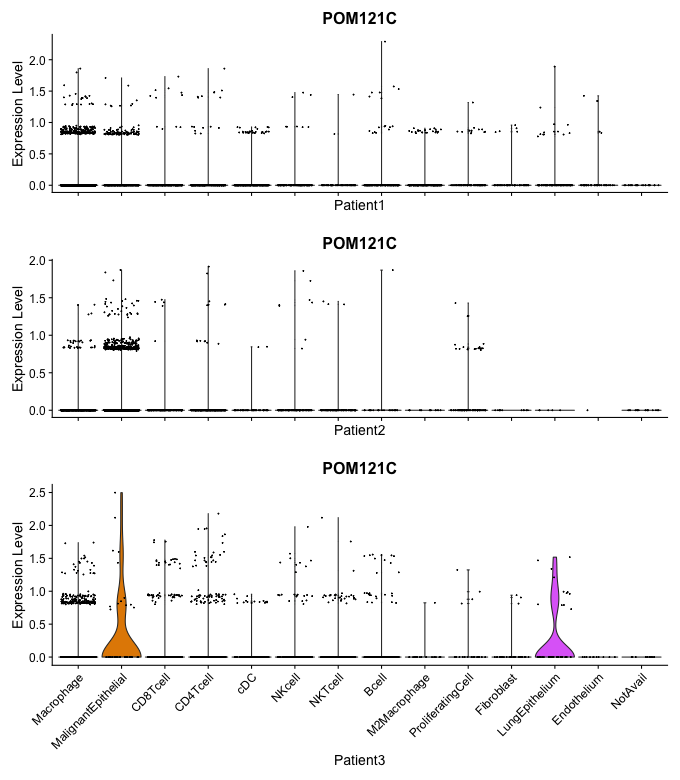 POM121C
Expression Level
2.0
1.5
1.0
0.5
0.0
Patient1
POM121C
Expression Level
2.0
1.5
1.0
0.5
0.0
Patient2
POM121C
Expression Level
2.5
2.0
1.5
1.0
0.5
0.0
Macrophage
MalignantEpithelial
CD8Tcell
CD4Tcell
cDC
NKcell
NKTcell
Bcell
M2Macrophage
ProliferatingCell
Fibroblast
LungEpithelium
Endothelium
NotAvail
Patient3